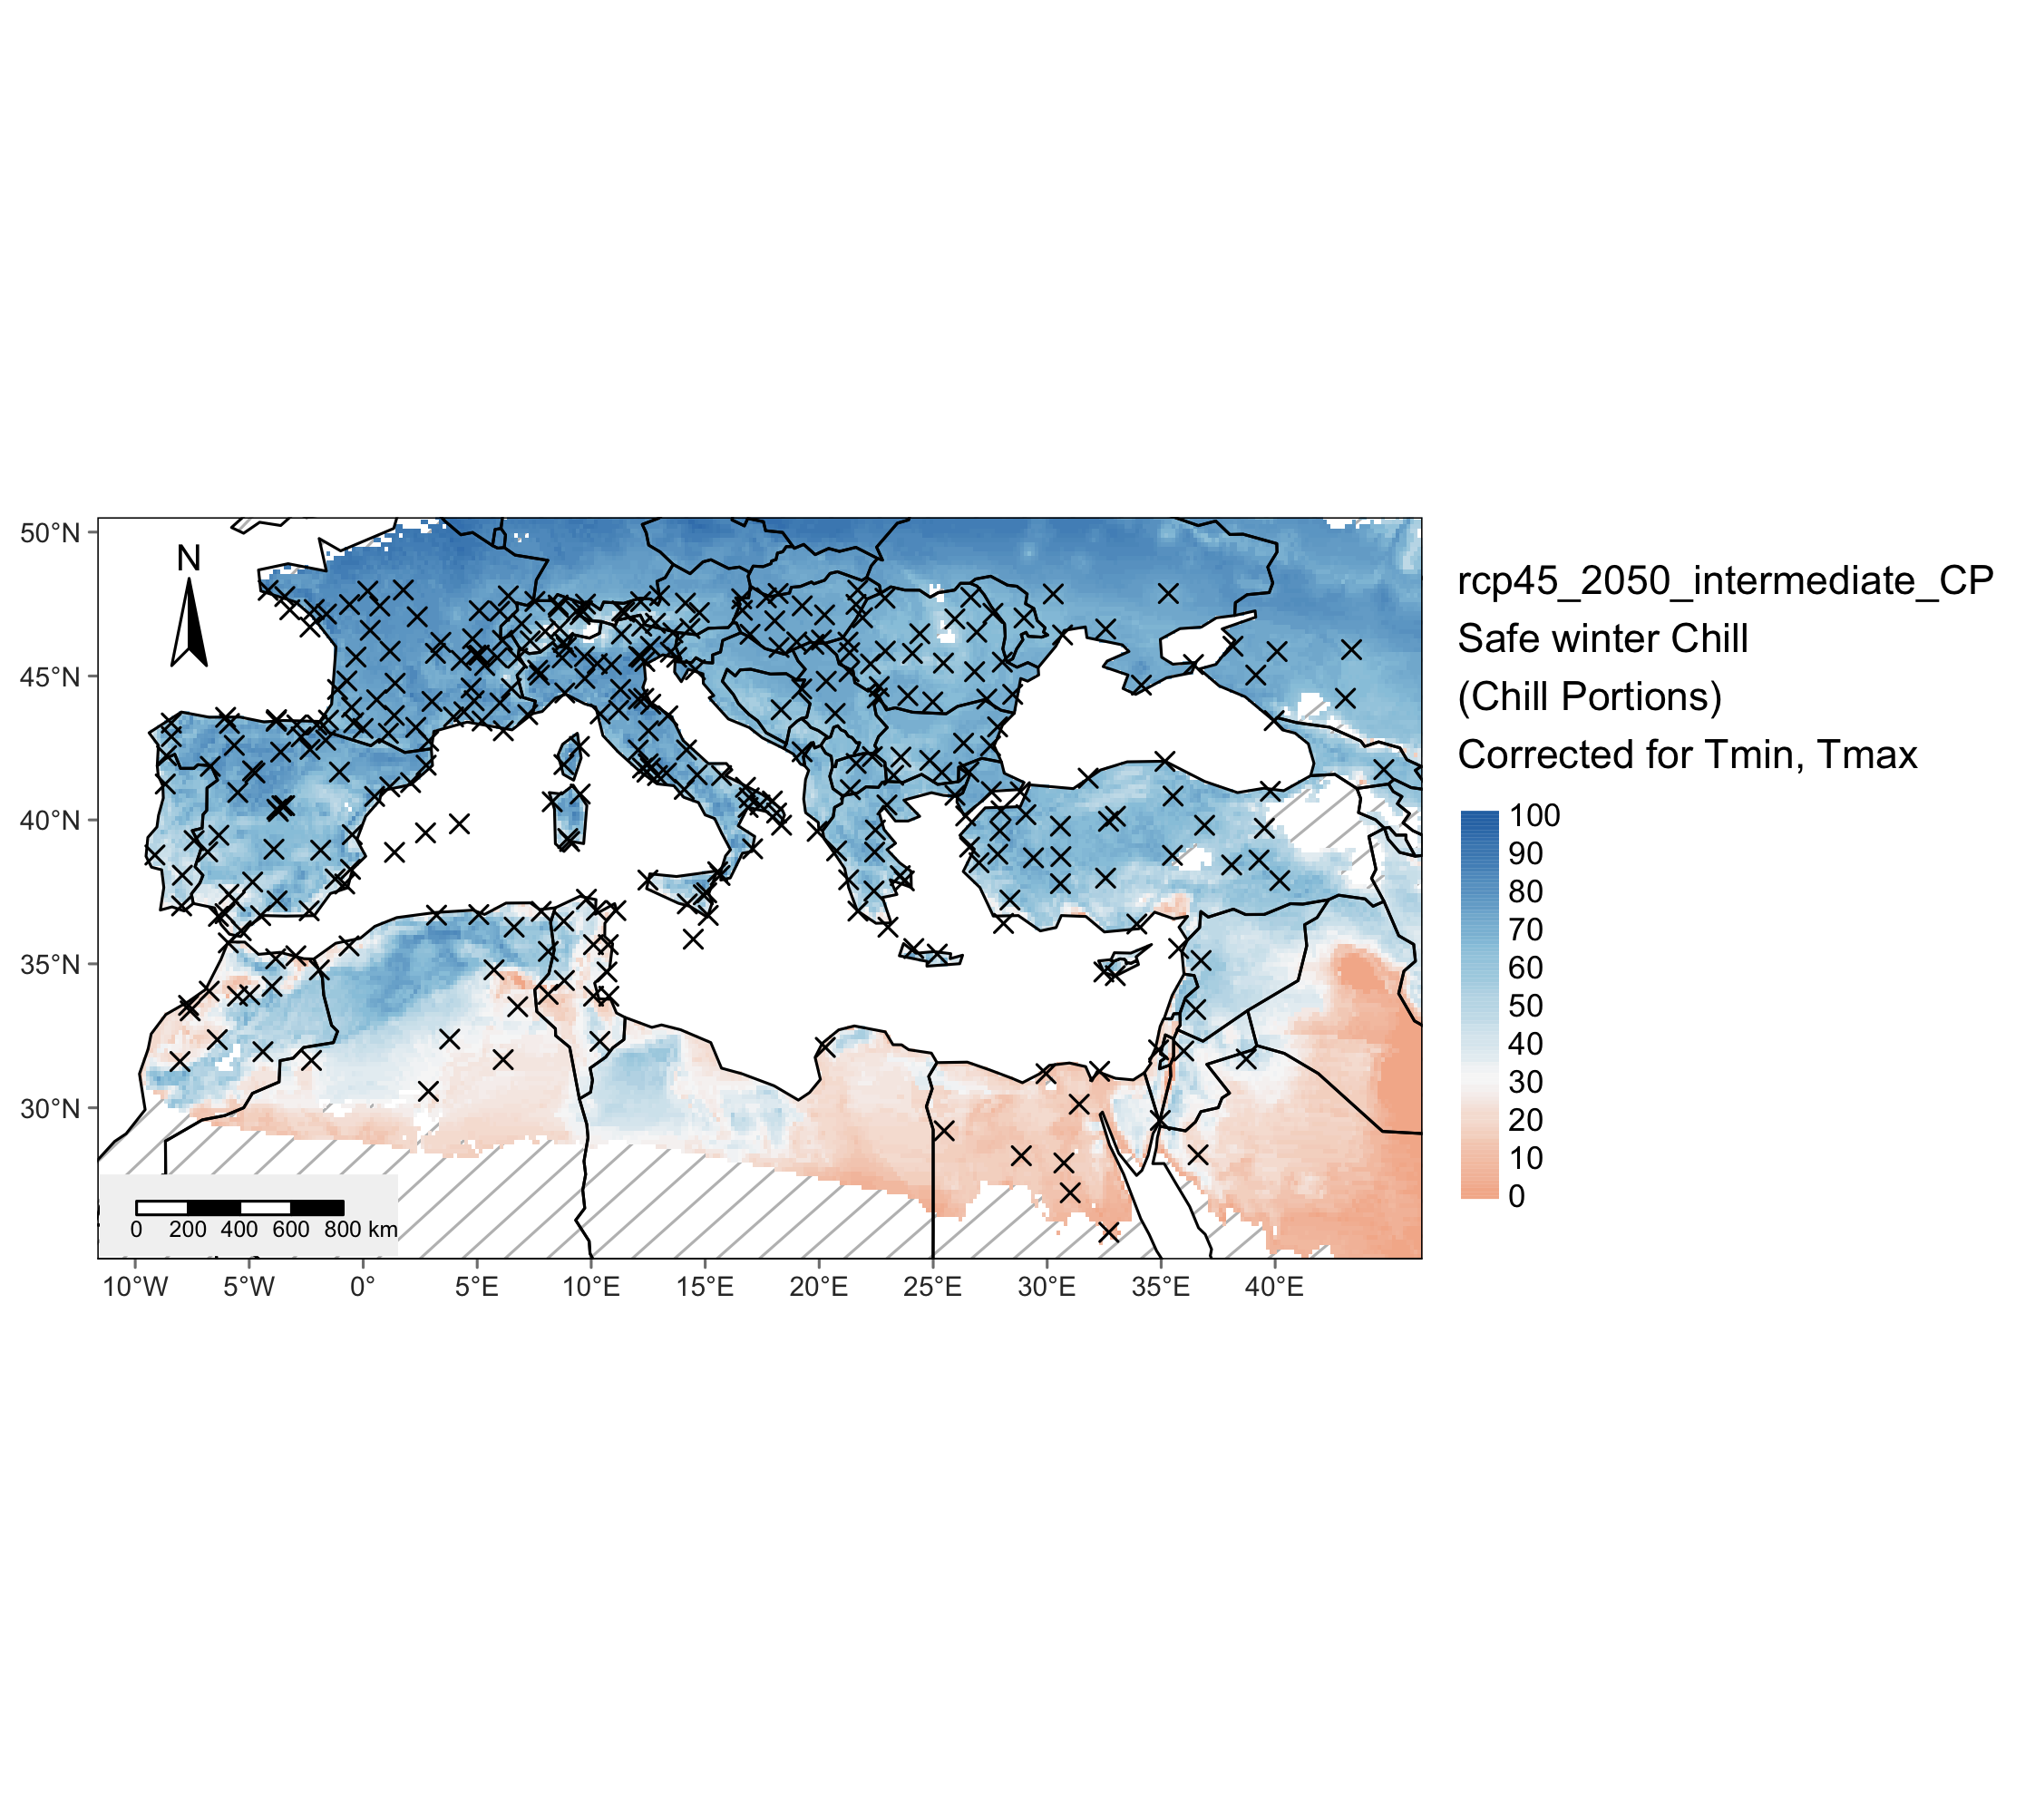 50°N
45°N
40°N
35°N
30°N
N
0 200 400 600 800 km
10°W 5°W 0° 5°E 10°E 15°E 20°E 25°E 30°E 35°E 40°E
rcp45_2050_intermediate_CP
Safe winter Chill
(Chill Portions)
Corrected for Tmin, Tmax
100
90
80
70
60
50
40
30
20
10
0